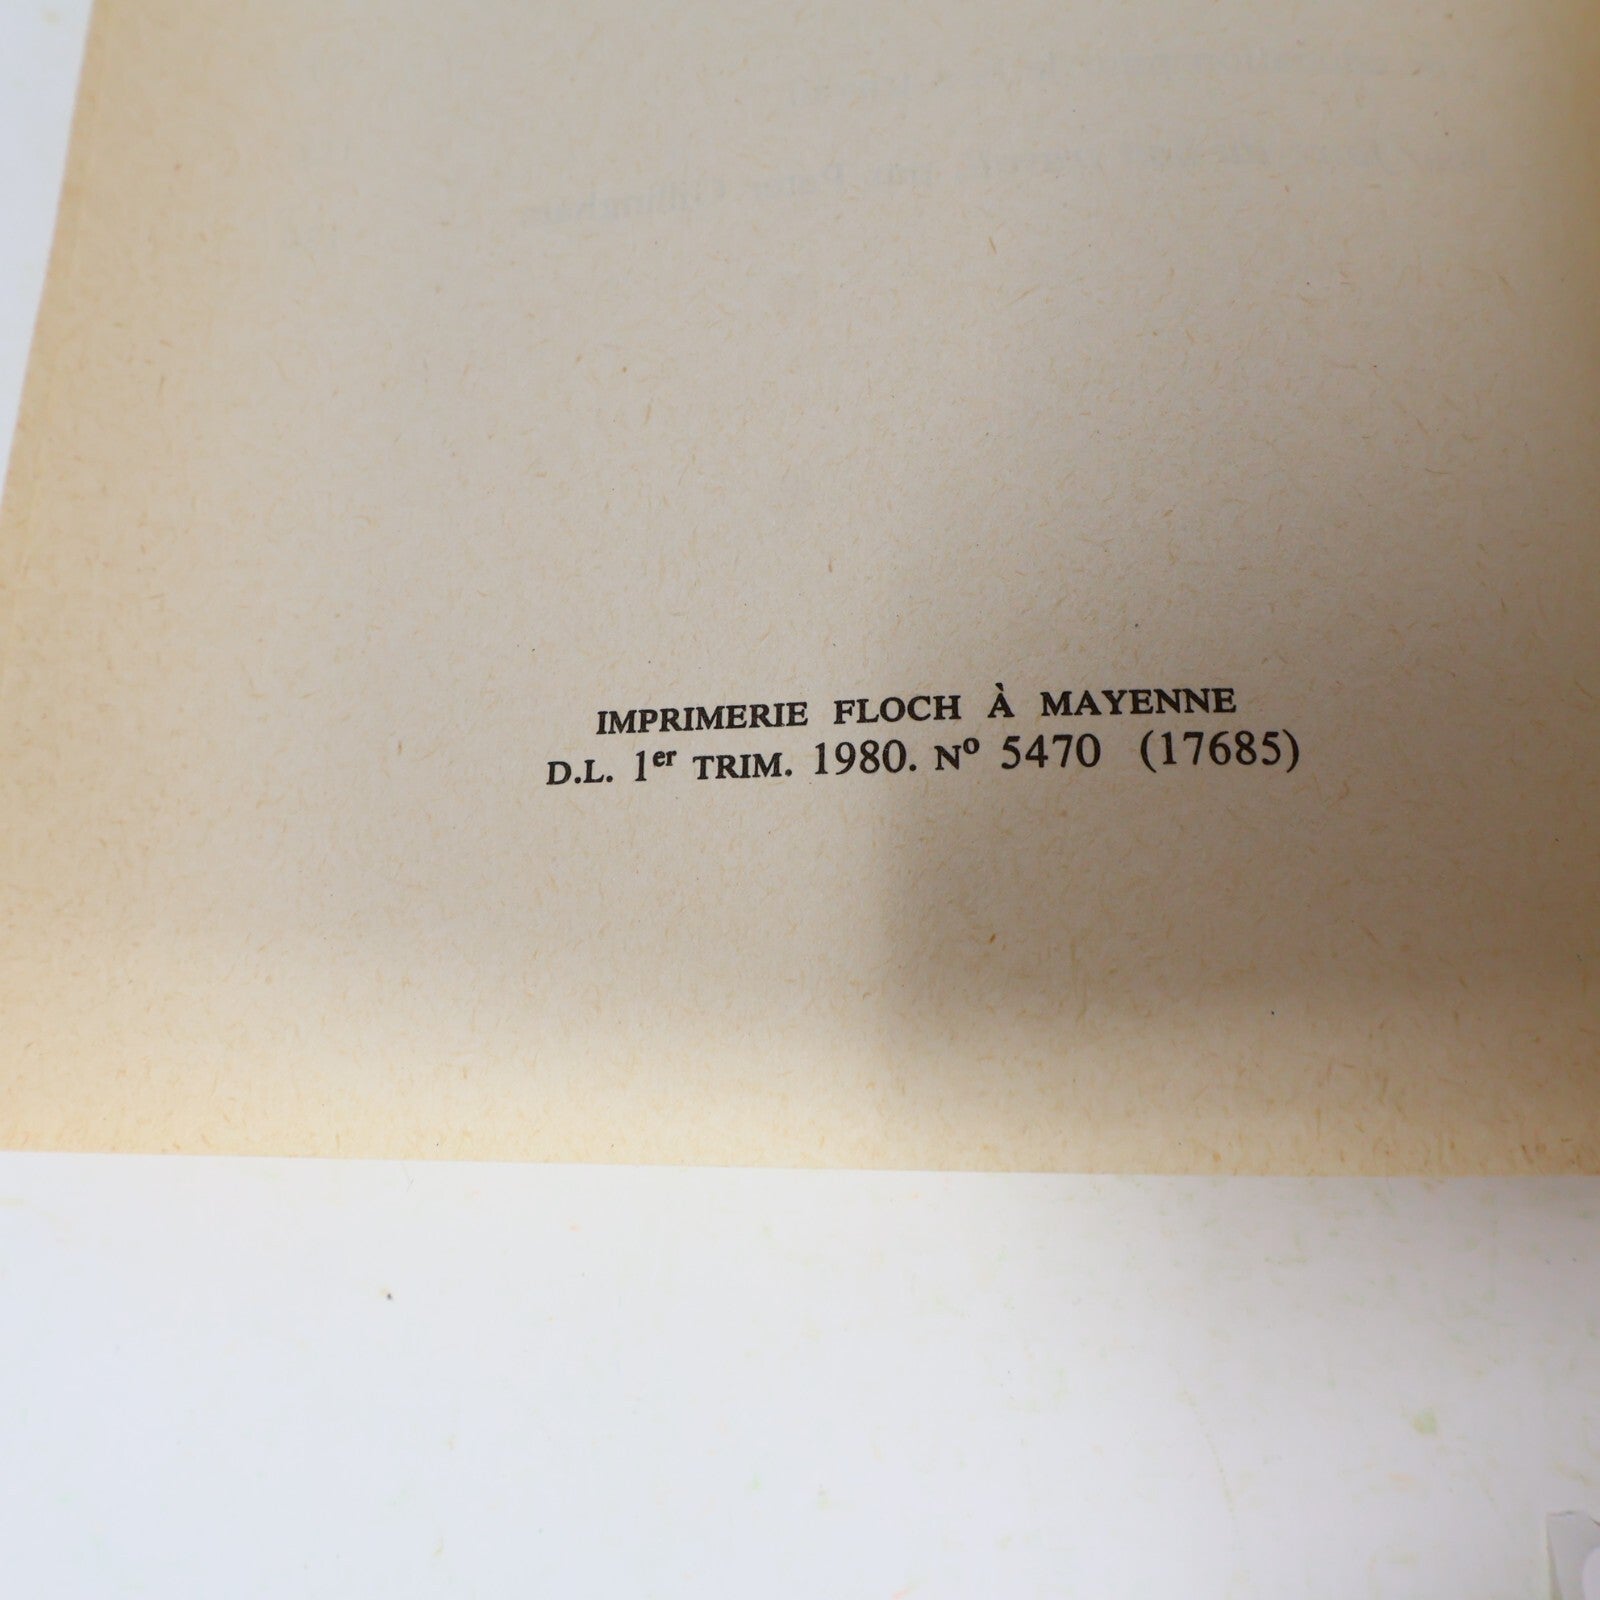 IMPRIMERIE FLOCH À MAYENNE
D.L. 1er TRIM. 1980. Nº 5470 (17685)